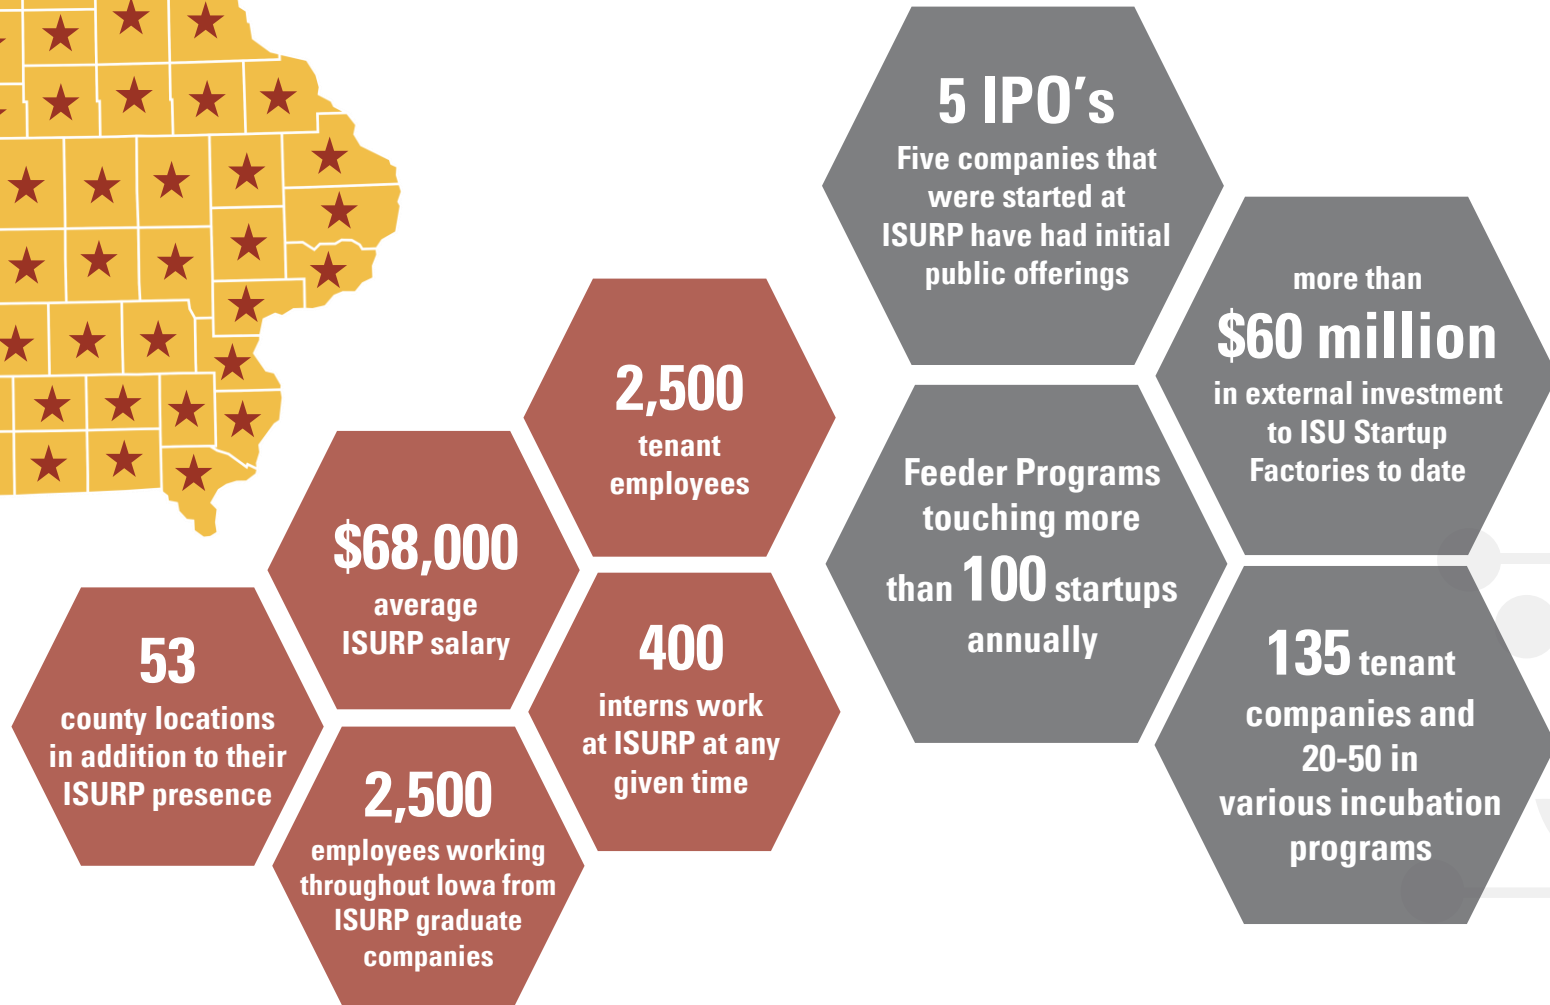 5 IPO's
Five companies that
were started at
ISURP have had initial
public offerings
more than
$60 million
in external investment
to ISU Startup
Factories to date
2,500
tenant
employees
Feeder Programs
touching more
than 100 startups
annually
$68,000
average
ISURP salary
400
interns work
at ISURP at any
given time
53
county locations
in addition to their
ISURP presence
135 tenant
companies and
20-50 in
various incubation
programs
2,500
employees working
throughout Iowa from
ISURP graduate
companies